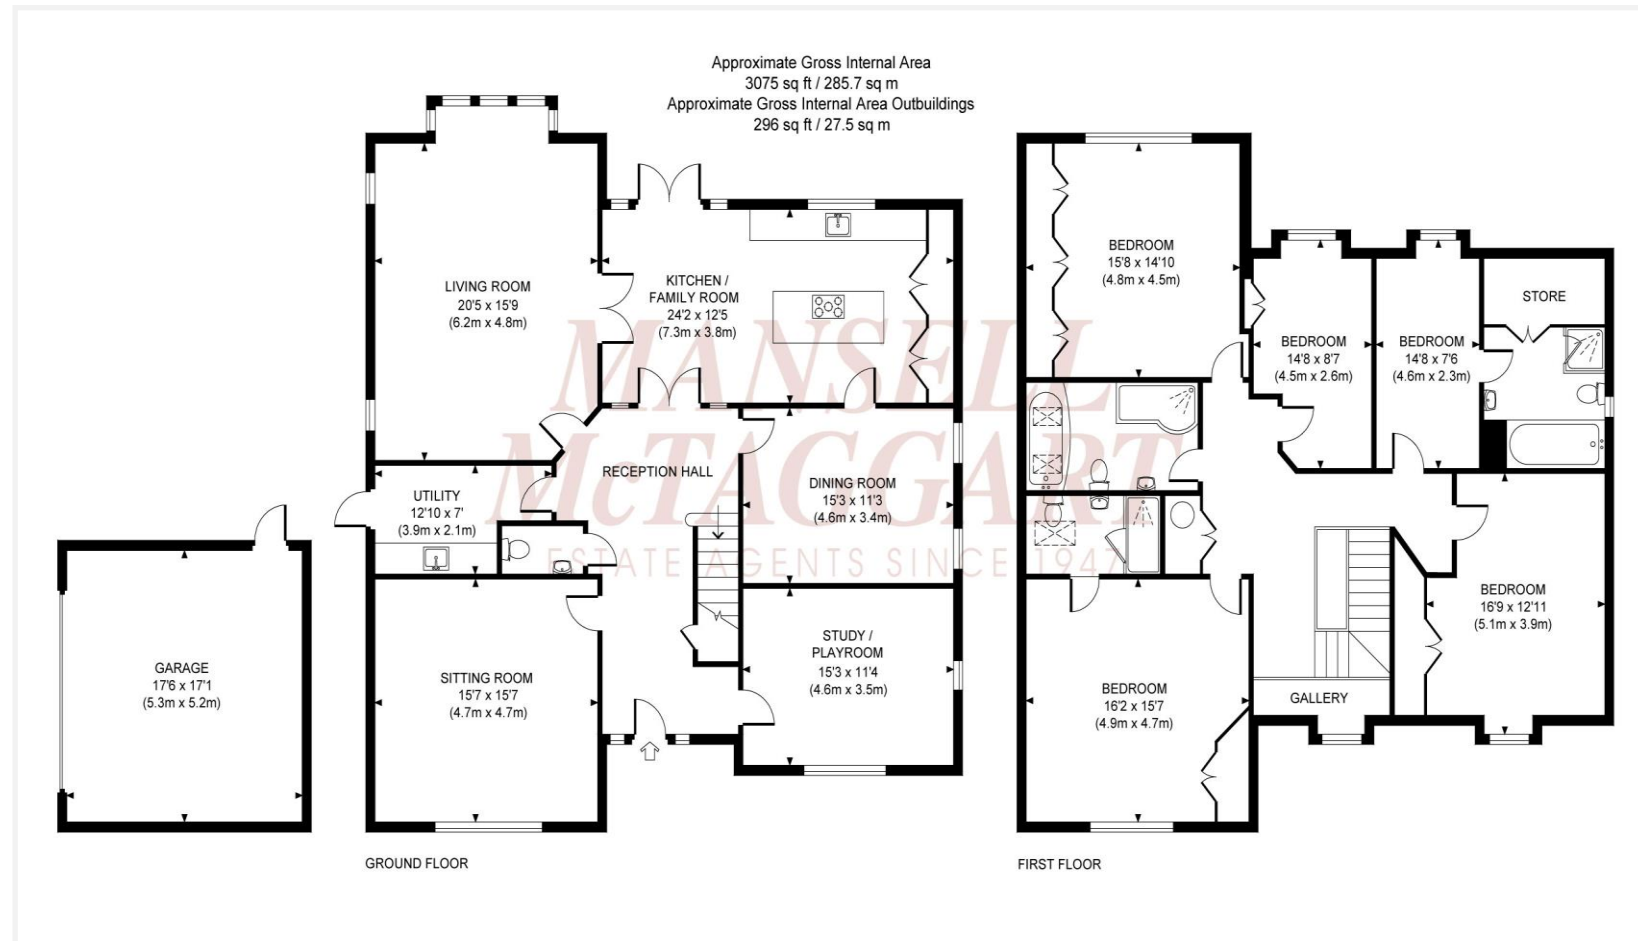 Approximate Gross Internal Area
3075 sq ft / 285.7 sq m
Approximate Gross Internal Area Outbuildings
296 sq ft / 27.5 sq m
LIVING ROOM
20'5 x 15'9
(6.2m x 4.8m)
KITCHEN /
FAMILY ROOM
24'2 x 12'5
(7.3m x 3.8m)
RECEPTION HALL
UTILITY
12'10 x 7'
(3.9m x 2.1m)
DINING ROOM
15'3 x 11'3
(4.6m x 3.4m)
SITTING ROOM
15'7 x 15'7
(4.7m x 4.7m)
STUDY /
PLAYROOM
15'3 x 11'4
(4.6m x 3.5m)
GARAGE
17'6 x 17'1
(5.3m x 5.2m)
GROUND FLOOR
BEDROOM
15'8 x 14'10
(4.8m x 4.5m)
BEDROOM
14'8 x 8'7
(4.5m x 2.6m)
BEDROOM
14'8 x 7'6
(4.6m x 2.3m)
STORE
BEDROOM
16'9 x 12'11
(5.1m x 3.9m)
BEDROOM
16'2 x 15'7
(4.9m x 4.7m)
GALLERY
FIRST FLOOR
MANSELL
McTAGGART
ESTATE AGENTS SINCE 1947